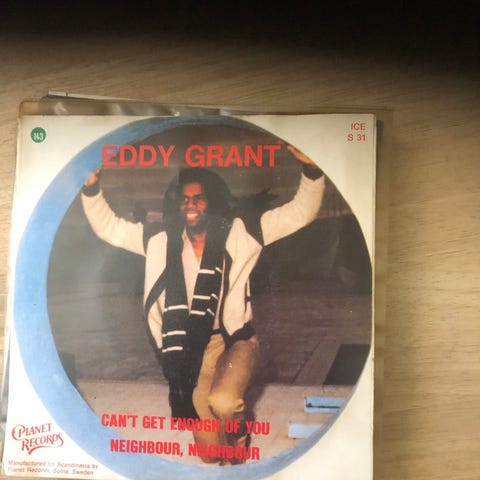 143
ICE
S 31
EDDY GRANT
CAN'T GET ENOUGH OF YOU
NEIGHBOUR, NEIGHBOUR
PLANET
RECORDS
Manufactured for Scandinavia by
Planet Records, Solna, Sweden